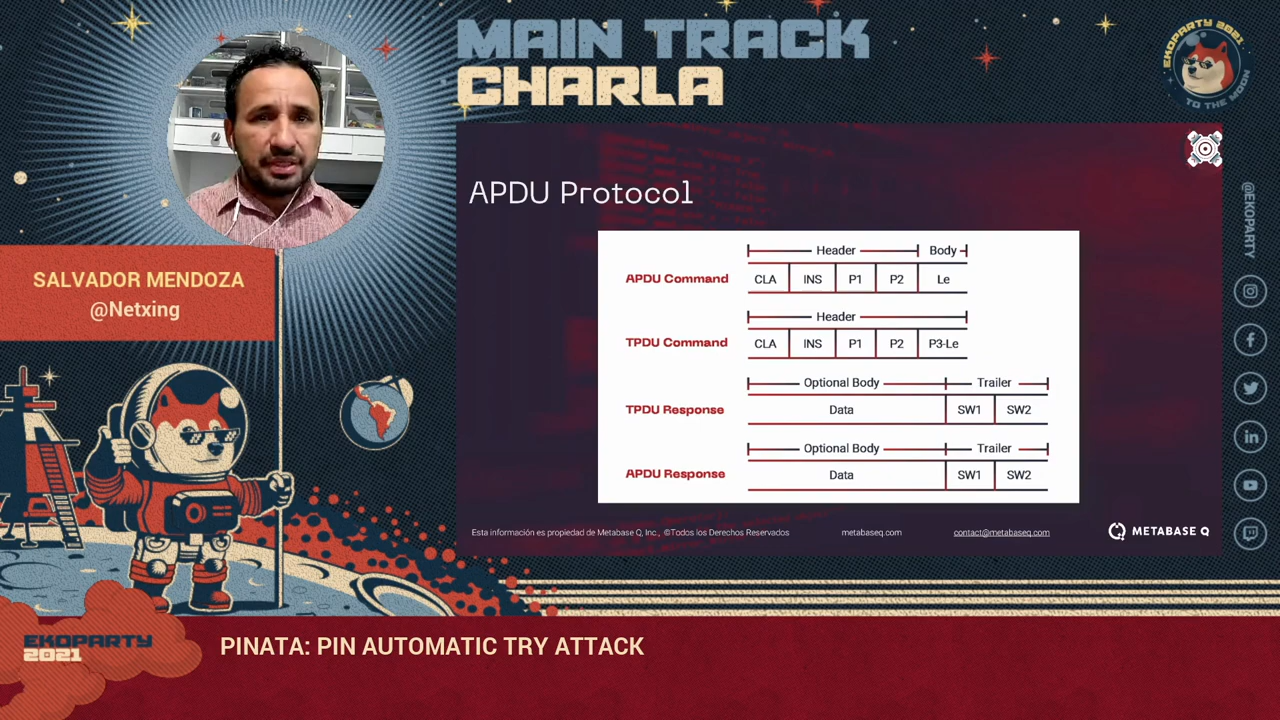 MAIN TRACK
CHARLA
EKOPARTY 2021
TO THE MOON
APDU Protocol
Header Body
APDU Command CLA INS P1 P2 Le
Header
TPDU Command CLA INS P1 P2 P3-Le
Optional Body Trailer
TPDU Response Data SW1 SW2
Optional Body Trailer
APDU Response Data SW1 SW2
Esta información es propiedad de Metabase Q, Inc., ©Todos los Derechos Reservados metabaseq.com contact@metabaseq.com METABASE Q
@EKOPARTY
SALVADOR MENDOZA
@Netxing
EKOPARTY
2021
PINATA: PIN AUTOMATIC TRY ATTACK